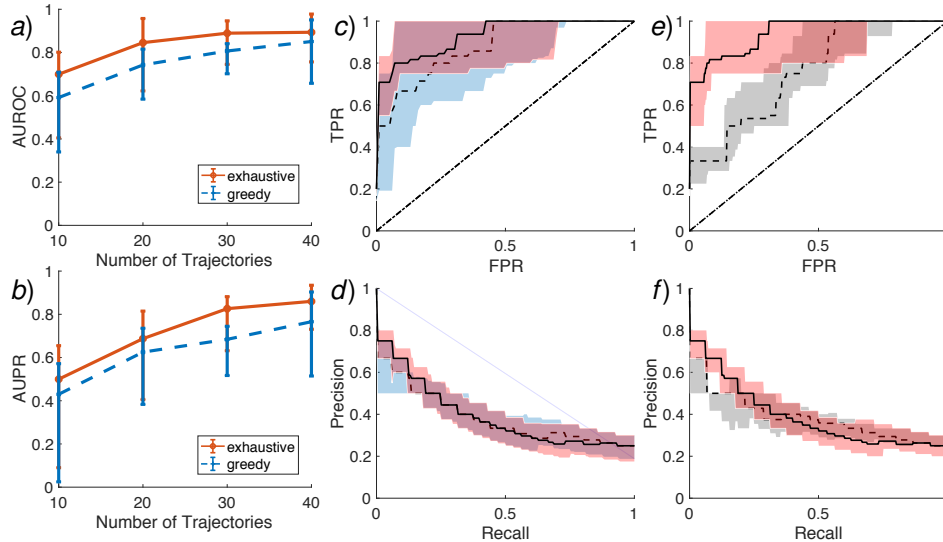 a)
AUROC
1
0.8
0.6
0.4
0.2
0
10 20 30 40
Number of Trajectories
exhaustive
greedy
c)
TPR
1
0.8
0.6
0.4
0.2
0
0 0.5 1
FPR
e)
TPR
1
0.8
0.6
0.4
0.2
0
0 0.5
FPR
b)
AUPR
1
0.8
0.6
0.4
0.2
0
10 20 30 40
Number of Trajectories
exhaustive
greedy
d)
Precision
1
0.8
0.6
0.4
0.2
0
0 0.5 1
Recall
f)
Precision
1
0.8
0.6
0.4
0.2
0
0 0.5
Recall